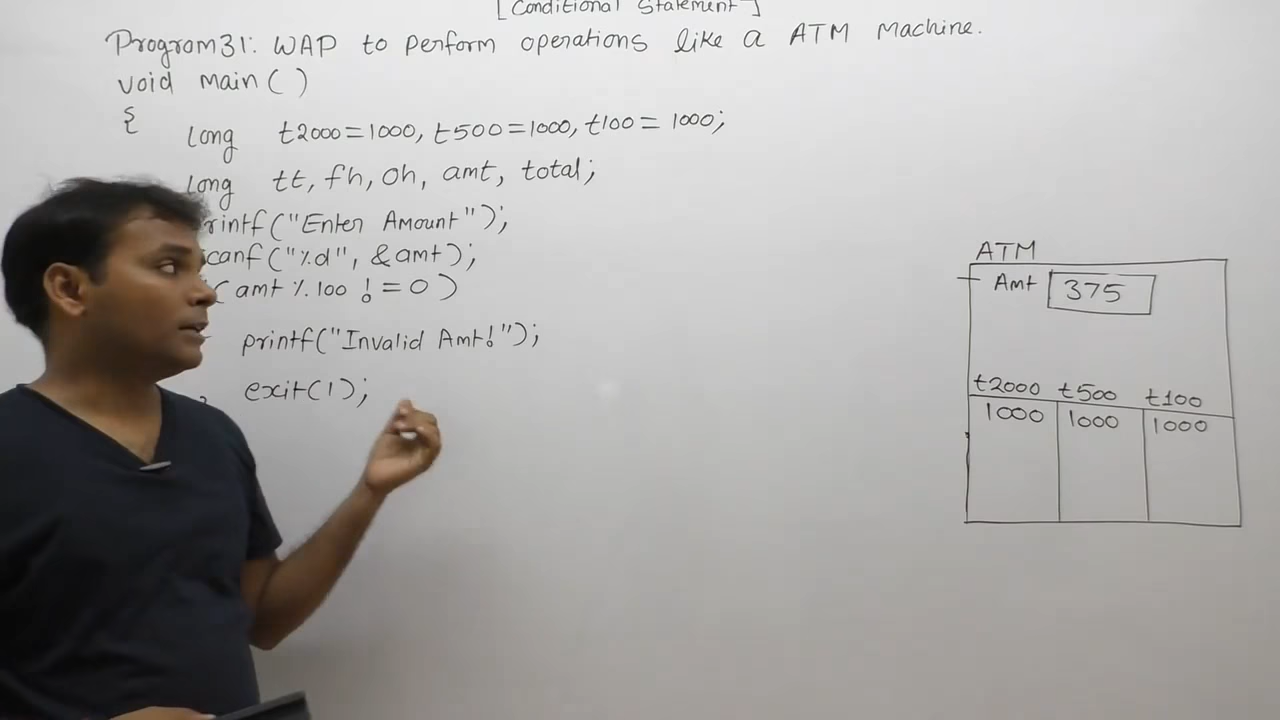 [Conditional Statement]
Program31: WAP to perform operations like a ATM Machine.
void main( )
{
long t2000=1000, t500=1000, t100=1000;
long tt, fh, oh, amt, total;
rintf("Enter Amount");
canf("%d", &amt);
( amt % 100 != 0 )
printf("Invalid Amt!");
exit(1);
ATM
Amt 375
t2000 t500 t100
1000 1000 1000